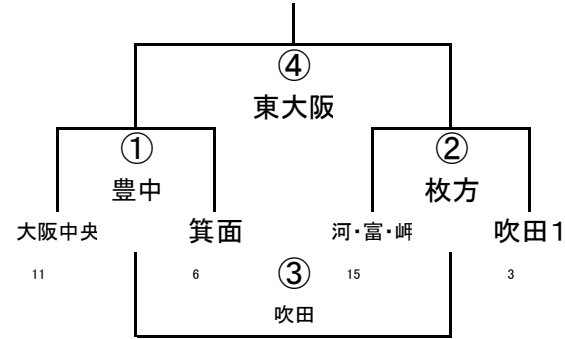 ④
東大阪
① ②
豊中 枚方
大阪中央 箕面 河・富・岬 吹田1
11 6 ③ 15 3
吹田